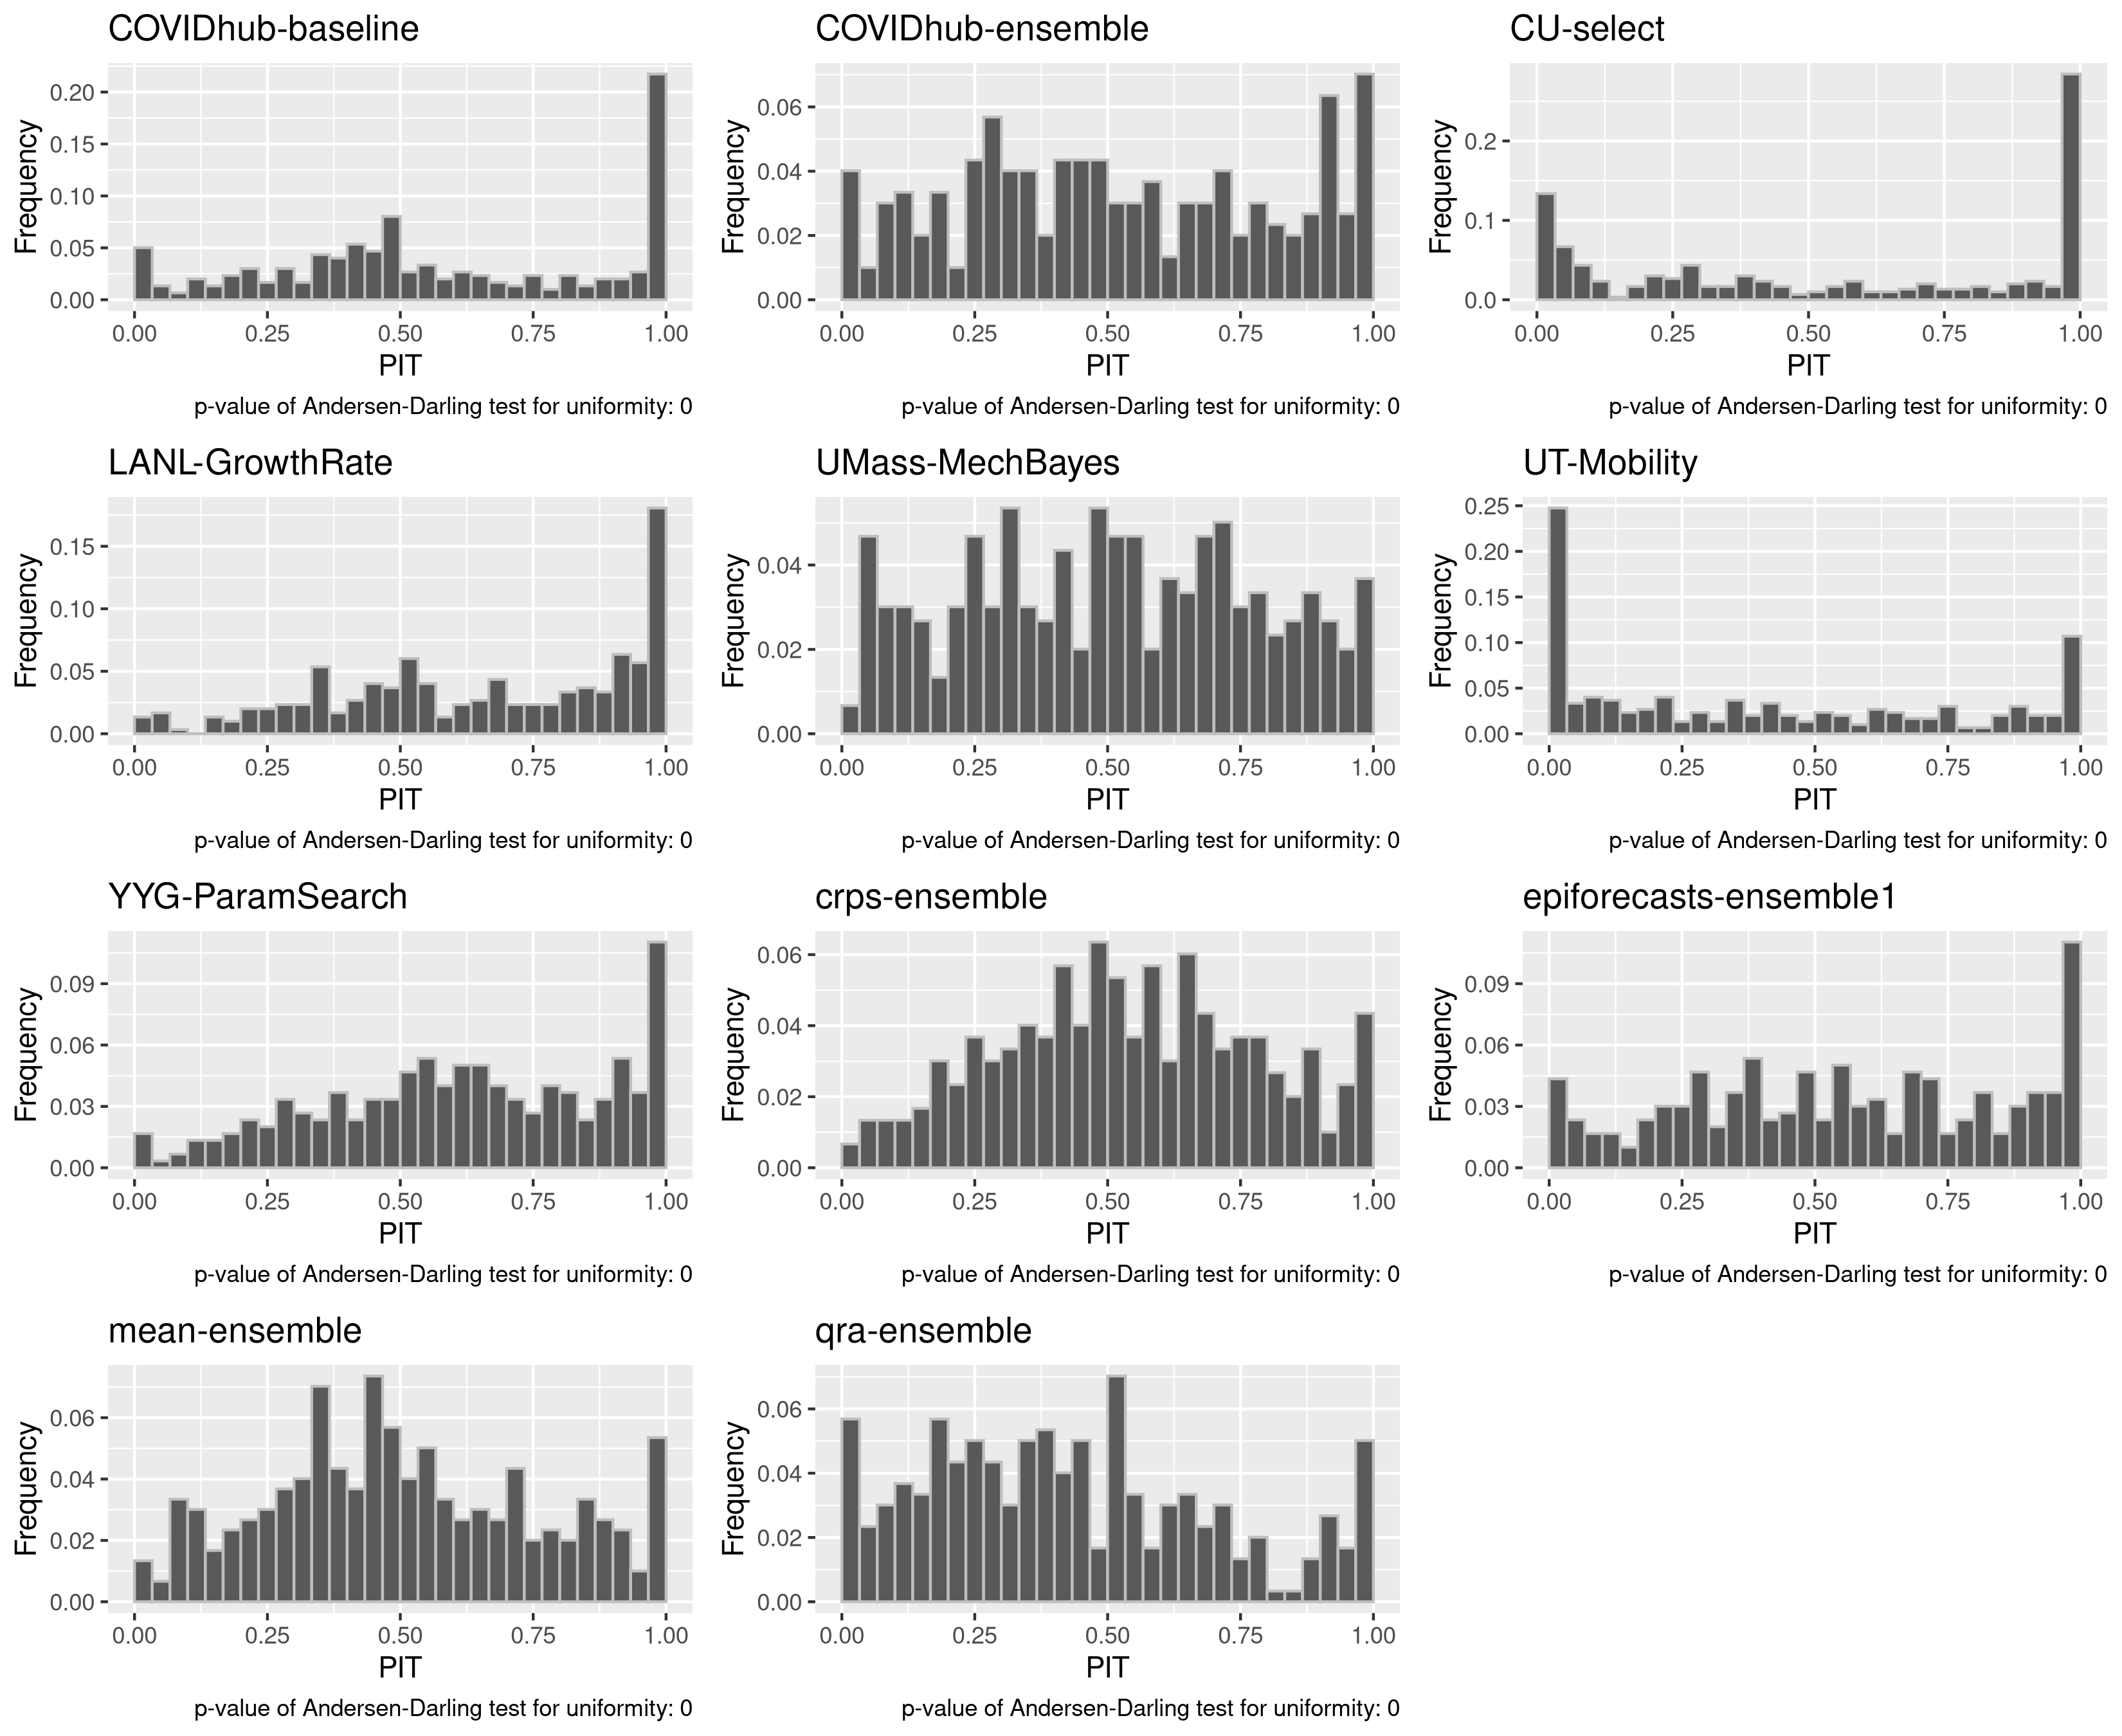 COVIDhub-baseline
Frequency
0.20
0.15
0.10
0.05
0.00
0.00 0.25 0.50 0.75 1.00
PIT
p-value of Andersen-Darling test for uniformity: 0
COVIDhub-ensemble
Frequency
0.06
0.04
0.02
0.00
0.00 0.25 0.50 0.75 1.00
PIT
p-value of Andersen-Darling test for uniformity: 0
CU-select
Frequency
0.2
0.1
0.0
0.00 0.25 0.50 0.75 1.00
PIT
p-value of Andersen-Darling test for uniformity: 0
LANL-GrowthRate
Frequency
0.15
0.10
0.05
0.00
0.00 0.25 0.50 0.75 1.00
PIT
p-value of Andersen-Darling test for uniformity: 0
UMass-MechBayes
Frequency
0.04
0.02
0.00
0.00 0.25 0.50 0.75 1.00
PIT
p-value of Andersen-Darling test for uniformity: 0
UT-Mobility
Frequency
0.25
0.20
0.15
0.10
0.05
0.00
0.00 0.25 0.50 0.75 1.00
PIT
p-value of Andersen-Darling test for uniformity: 0
YYG-ParamSearch
Frequency
0.09
0.06
0.03
0.00
0.00 0.25 0.50 0.75 1.00
PIT
p-value of Andersen-Darling test for uniformity: 0
crps-ensemble
Frequency
0.06
0.04
0.02
0.00
0.00 0.25 0.50 0.75 1.00
PIT
p-value of Andersen-Darling test for uniformity: 0
epiforecasts-ensemble1
Frequency
0.09
0.06
0.03
0.00
0.00 0.25 0.50 0.75 1.00
PIT
p-value of Andersen-Darling test for uniformity: 0
mean-ensemble
Frequency
0.06
0.04
0.02
0.00
0.00 0.25 0.50 0.75 1.00
PIT
p-value of Andersen-Darling test for uniformity: 0
qra-ensemble
Frequency
0.06
0.04
0.02
0.00
0.00 0.25 0.50 0.75 1.00
PIT
p-value of Andersen-Darling test for uniformity: 0